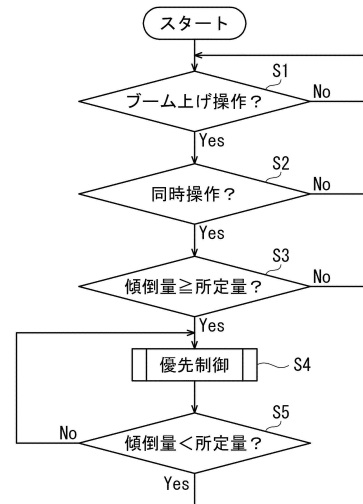 スタート
S1
ブーム上げ操作？
No
Yes
S2
同時操作？
No
Yes
S3
傾倒量≧所定量？
No
Yes
優先制御
S4
S5
No
傾倒量＜所定量？
Yes